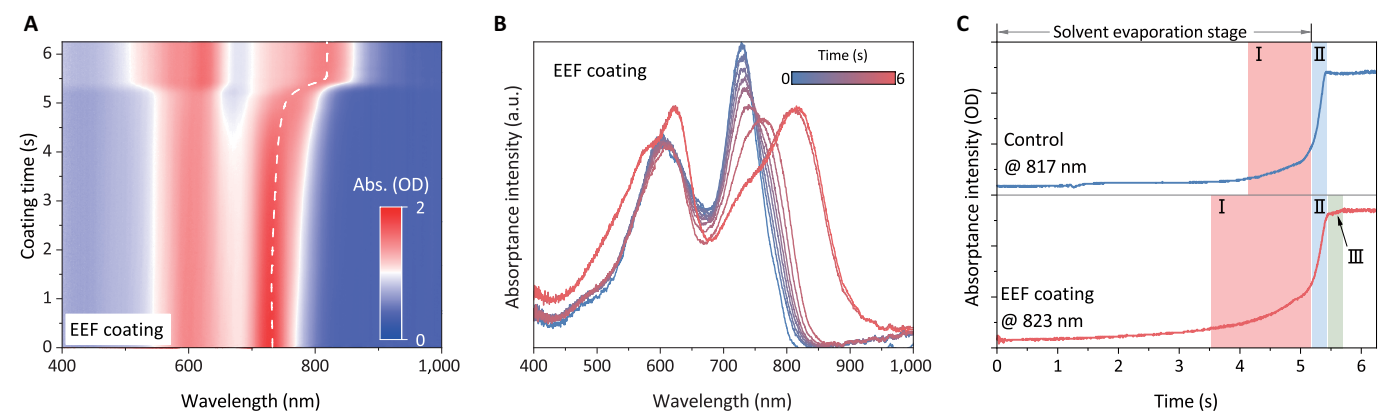 A
Coating time (s)
6
5
4
3
2
1
0
Abs. (OD)
2
0
EEF coating
400
600
800
1,000
Wavelength (nm)
B
Absorptance intensity (a.u.)
EEF coating
Time (s)
0
6
400
500
600
700
800
900
1,000
Wavelength (nm)
C
Absorptance intensity (OD)
Solvent evaporation stage
I
II
Control
@ 817 nm
I
II
III
EEF coating
@ 823 nm
0
1
2
3
4
5
6
Time (s)